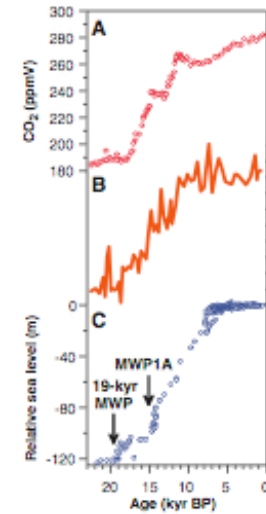 300
A
280
260
240
220
200
180
CO2 (ppmV)
B
0
C
-40
-80
-120
Relative sea level (m)
MWP1A
19-kyr
MWP
20 15 10 5 0
Age (kyr BP)